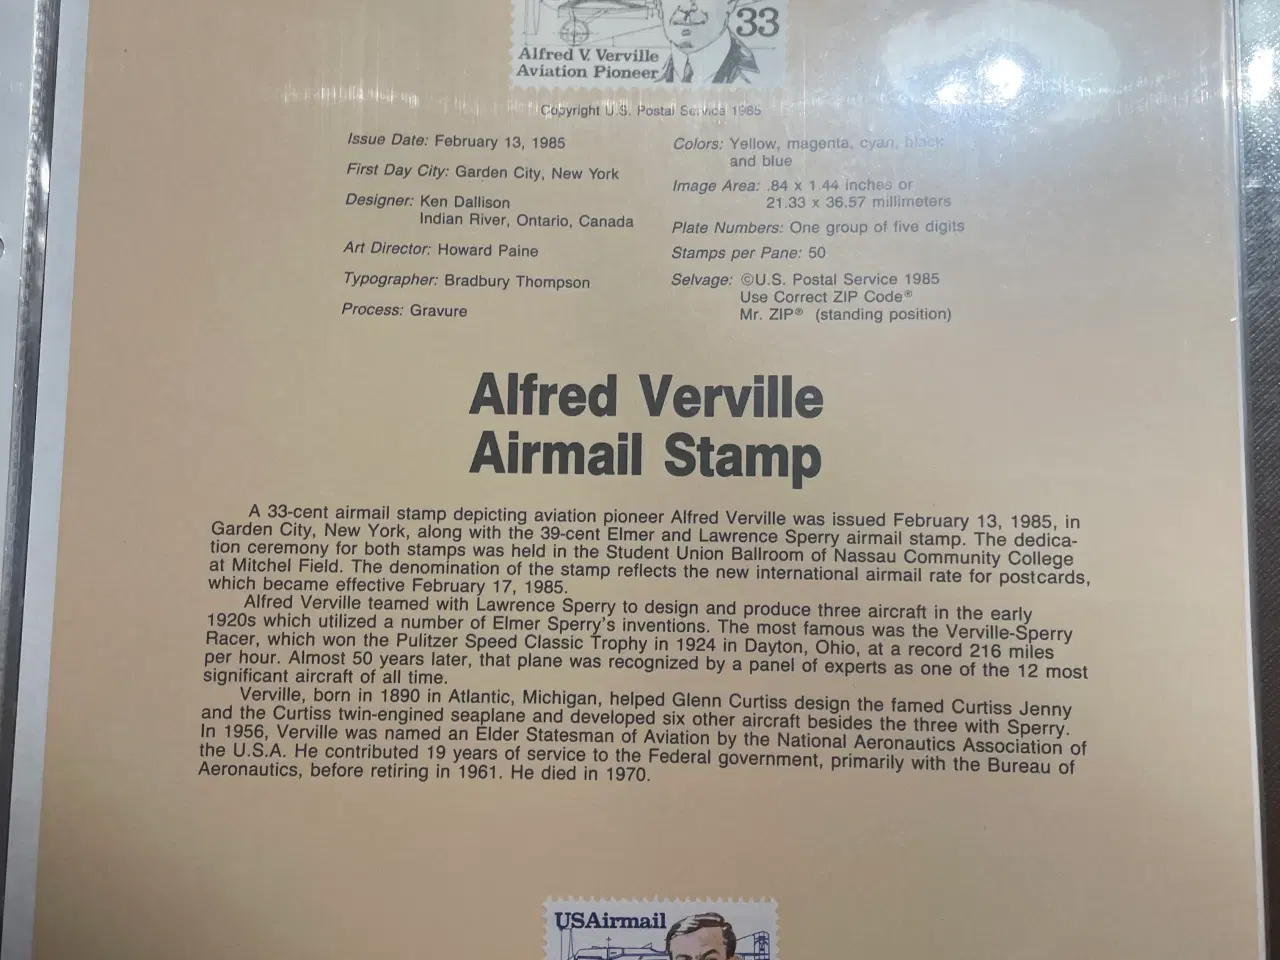 33
Alfred V. Verville
Aviation Pioneer
Copyright U.S. Postal Service 1985
Issue Date: February 13, 1985
First Day City: Garden City, New York
Designer: Ken Dallison
Indian River, Ontario, Canada
Art Director: Howard Paine
Typographer: Bradbury Thompson
Process: Gravure
Colors: Yellow, magenta, cyan, black
and blue
Image Area: .84 x 1.44 inches or
21.33 x 36.57 millimeters
Plate Numbers: One group of five digits
Stamps per Pane: 50
Selvage: ©U.S. Postal Service 1985
Use Correct ZIP Code®
Mr. ZIP® (standing position)
Alfred Verville
Airmail Stamp
A 33-cent airmail stamp depicting aviation pioneer Alfred Verville was issued February 13, 1985, in
Garden City, New York, along with the 39-cent Elmer and Lawrence Sperry airmail stamp. The dedica-
tion ceremony for both stamps was held in the Student Union Ballroom of Nassau Community College
at Mitchel Field. The denomination of the stamp reflects the new international airmail rate for postcards,
which became effective February 17, 1985.
Alfred Verville teamed with Lawrence Sperry to design and produce three aircraft in the early
1920s which utilized a number of Elmer Sperry's inventions. The most famous was the Verville-Sperry
Racer, which won the Pulitzer Speed Classic Trophy in 1924 in Dayton, Ohio, at a record 216 miles
per hour. Almost 50 years later, that plane was recognized by a panel of experts as one of the 12 most
significant aircraft of all time.
Verville, born in 1890 in Atlantic, Michigan, helped Glenn Curtiss design the famed Curtiss Jenny
and the Curtiss twin-engined seaplane and developed six other aircraft besides the three with Sperry.
In 1956, Verville was named an Elder Statesman of Aviation by the National Aeronautics Association of
the U.S.A. He contributed 19 years of service to the Federal government, primarily with the Bureau of
Aeronautics, before retiring in 1961. He died in 1970.
USAirmail